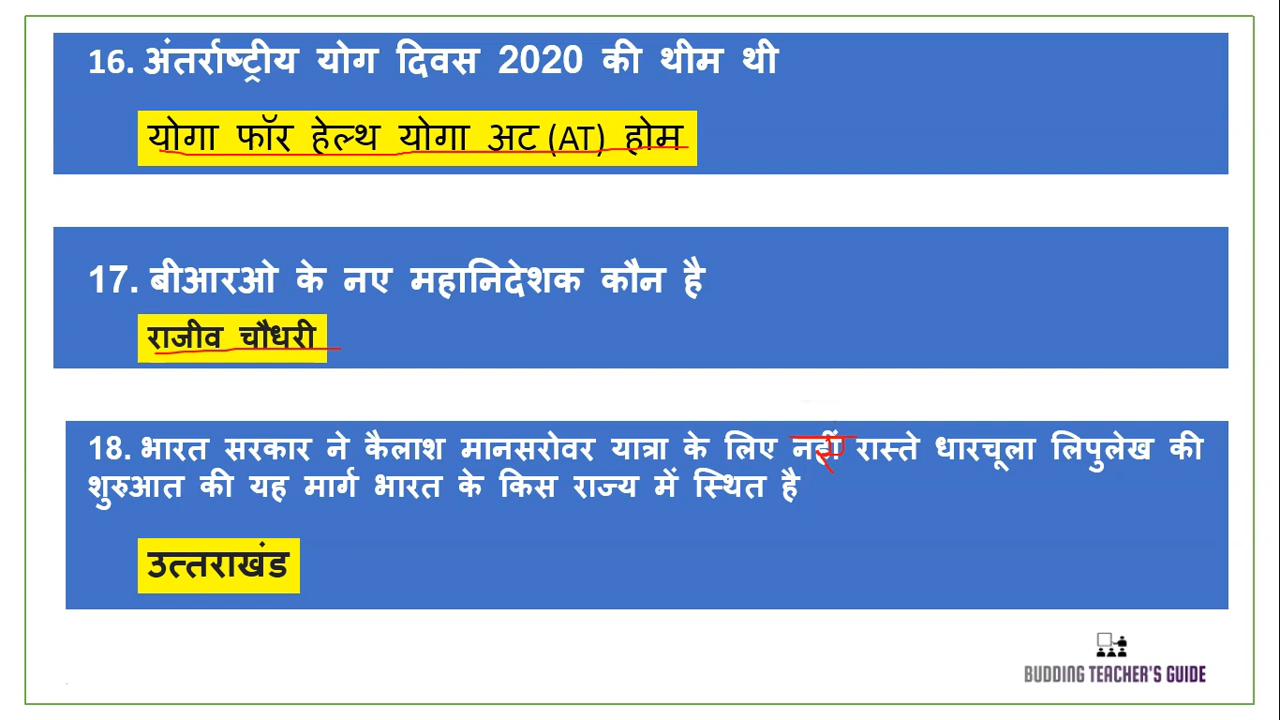 16. अंतर्राष्ट्रीय योग दिवस 2020 की थीम थी
योगा फॉर हेल्थ योगा अट (AT) होम
17. बीआरओ के नए महानिदेशक कौन है
राजीव चौधरी
18. भारत सरकार ने कैलाश मानसरोवर यात्रा के लिए नहीं रास्ते धारचूला लिपुलेख की
शुरुआत की यह मार्ग भारत के किस राज्य में स्थित है
उत्तराखंड
BUDDING TEACHER'S GUIDE